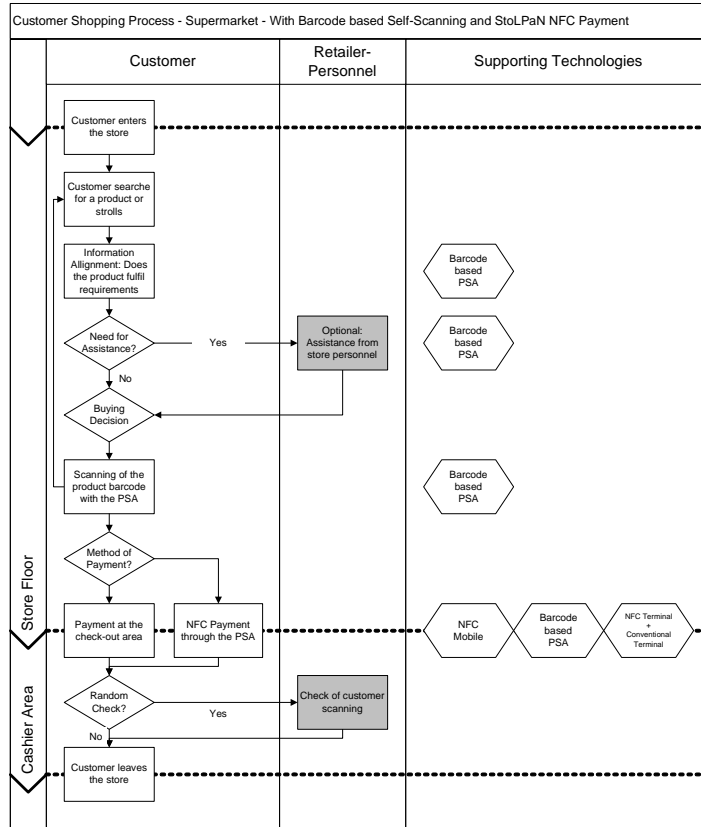 Customer Shopping Process - Supermarket - With Barcode based Self-Scanning and StoLPaN NFC Payment
Customer
Retailer-
Personnel
Supporting Technologies
Customer enters
the store
Customer searche
for a product or
strolls
Information
Allignment: Does
the product fulfil
requirements
Barcode
based
PSA
Need for
Assistance?
Yes
Optional:
Assistance from
store personnel
Barcode
based
PSA
No
Buying
Decision
Scanning of the
product barcode
with the PSA
Barcode
based
PSA
Method of
Payment?
Store Floor
Payment at the
check-out area
NFC Payment
through the PSA
NFC
Mobile
Barcode
based
PSA
NFC Terminal
+
Conventional
Terminal
Cashier Area
Random
Check?
Yes
Check of customer
scanning
No
Customer leaves
the store